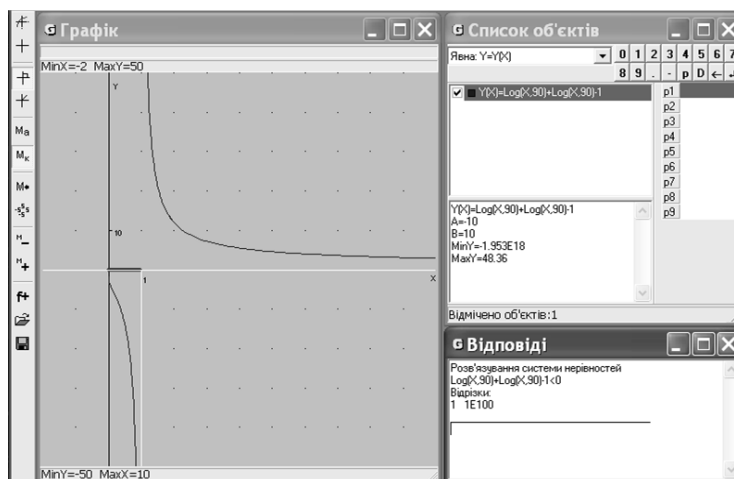 G Графік
MinX=-2 MaxY=50
Y
10
1
X
MinY=-50 MaxX=10
Ma
Mк
M•
M
M
f+
G Список об'єктів
Явна: Y=Y(X)
0 1 2 3 4 5 6 7
8 9 . - p D ←
Y(X)=Log(X,90)+Log(X,90)-1
p1
p2
p3
p4
p5
p6
p7
p8
p9
Y(X)=Log(X,90)+Log(X,90)-1
A=-10
B=10
MinY=-1.953E18
MaxY=48.36
Відмічено об'єктів:1
G Відповіді
Розв'язування системи нерівностей
Log(X,90)+Log(X,90)-1<0
Відрізки:
1 1E100